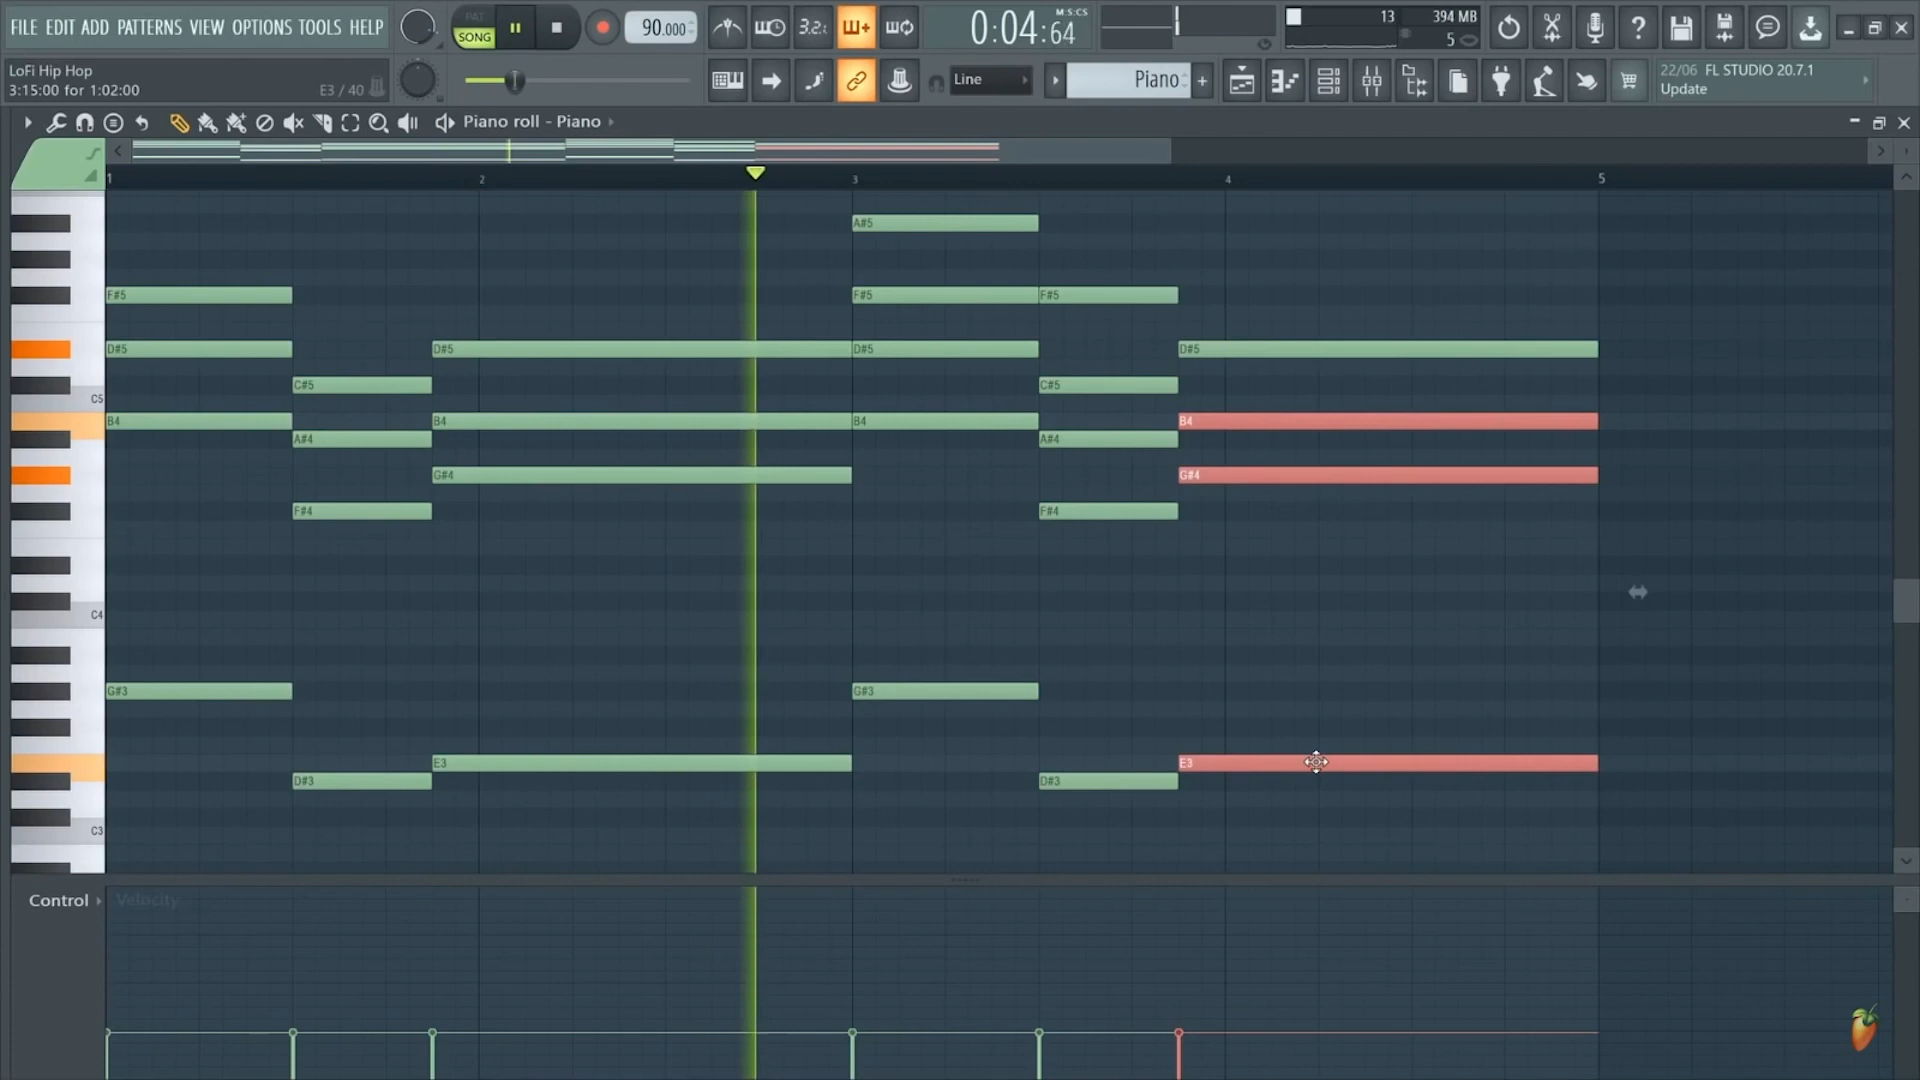 FILE EDIT ADD PATTERNS VIEW OPTIONS TOOLS HELP
PAT
SONG
90.000
3.2.
0:04:64
M:S:CS
13
394 MB
5
LoFi Hip Hop
3:15:00 for 1:02:00
E3 / 40
Line
Piano
22/06 FL STUDIO 20.7.1
Update
Piano roll - Piano
1
2
3
4
5
A#5
F#5
F#5
F#5
D#5
D#5
D#5
D#5
C#5
C#5
C5
B4
B4
B4
B4
A#4
A#4
G#4
G#4
F#4
F#4
C4
G#3
G#3
E3
E3
D#3
D#3
C3
Control
Velocity